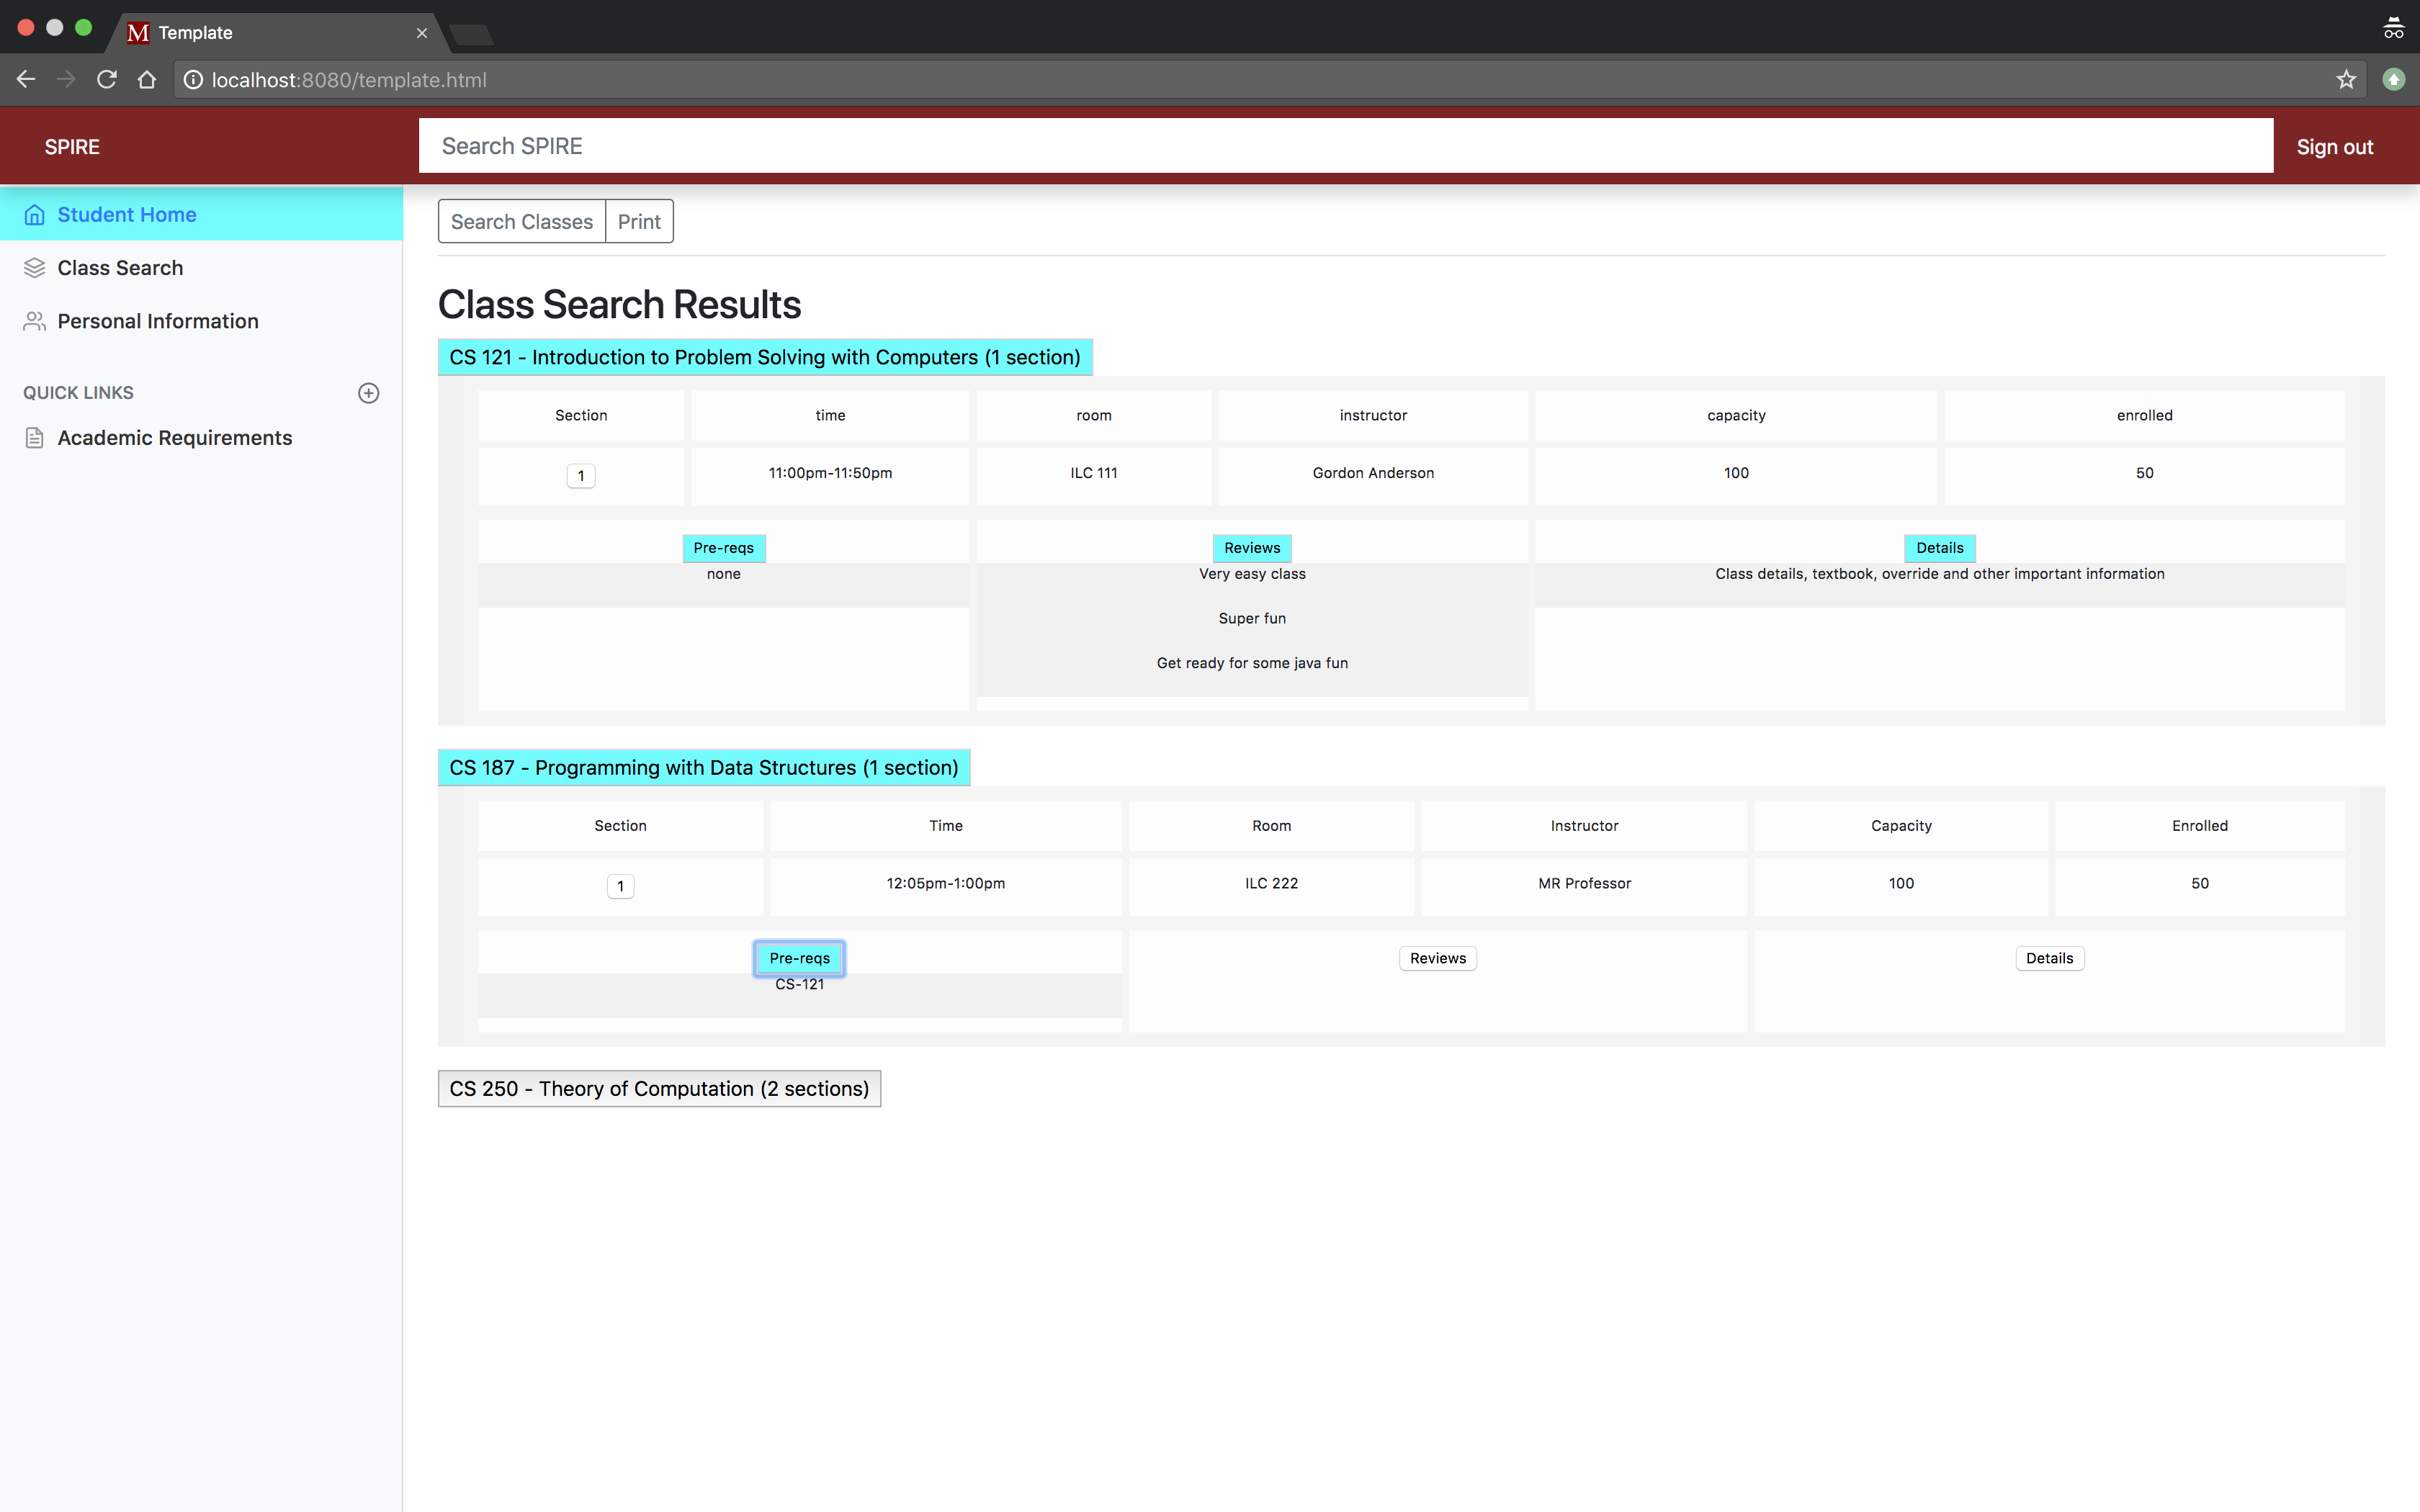 M Template
localhost:8080/template.html
SPIRE
Search SPIRE
Sign out
Student Home
Class Search
Personal Information
QUICK LINKS
Academic Requirements
Search Classes Print
Class Search Results
CS 121 - Introduction to Problem Solving with Computers (1 section)
Section time room instructor capacity enrolled
1 11:00pm-11:50pm ILC 111 Gordon Anderson 100 50
Pre-reqs Reviews Details
none Very easy class Class details, textbook, override and other important information
Super fun
Get ready for some java fun
CS 187 - Programming with Data Structures (1 section)
Section Time Room Instructor Capacity Enrolled
1 12:05pm-1:00pm ILC 222 MR Professor 100 50
Pre-reqs Reviews Details
CS-121
CS 250 - Theory of Computation (2 sections)